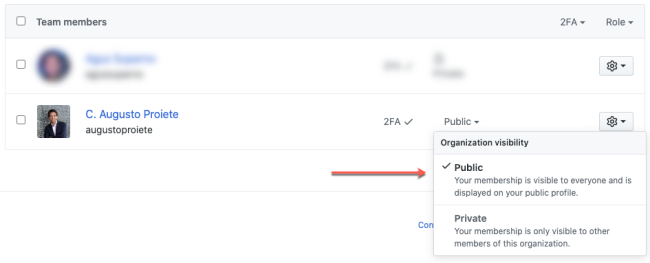 Team members 2FA Role
C. Augusto Proiete
augustoproiete
2FA ✓ Public
Organization visibility
✓ Public
Your membership is visible to everyone and is
displayed on your public profile.
Private
Your membership is only visible to other
members of this organization.
Con